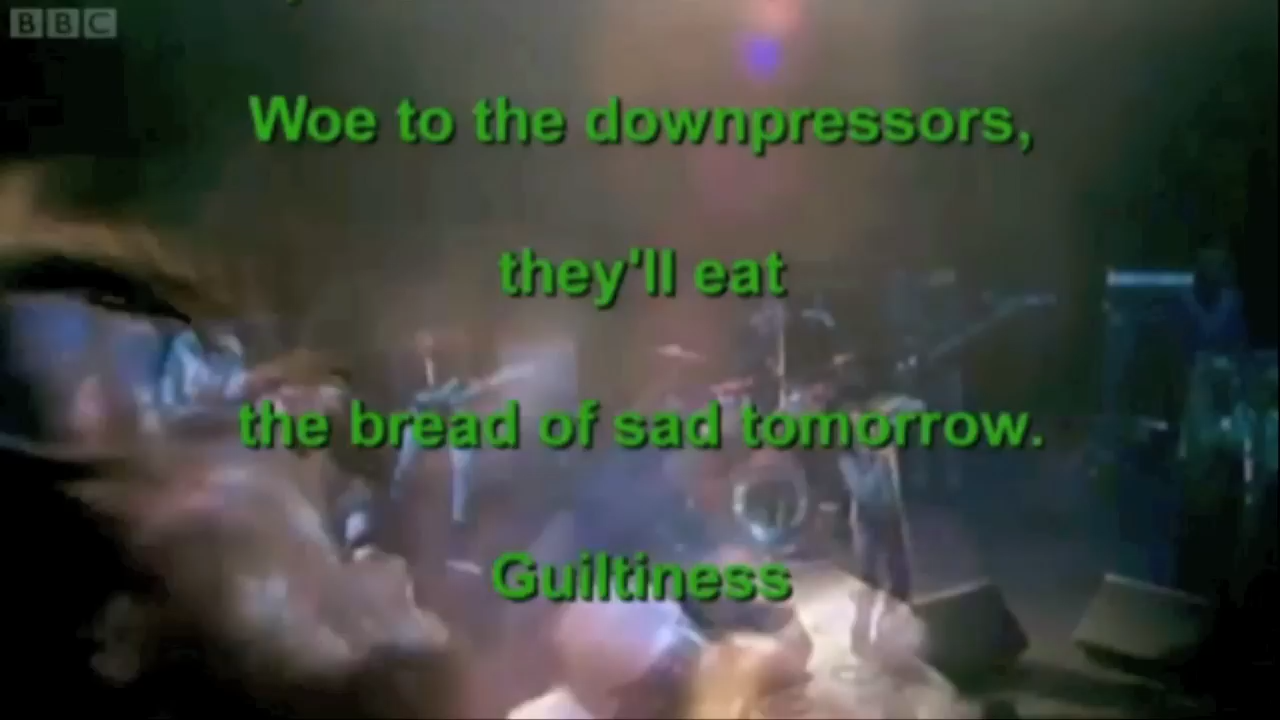 BBC
Woe to the downpressors,
they'll eat
the bread of sad tomorrow.
Guiltiness